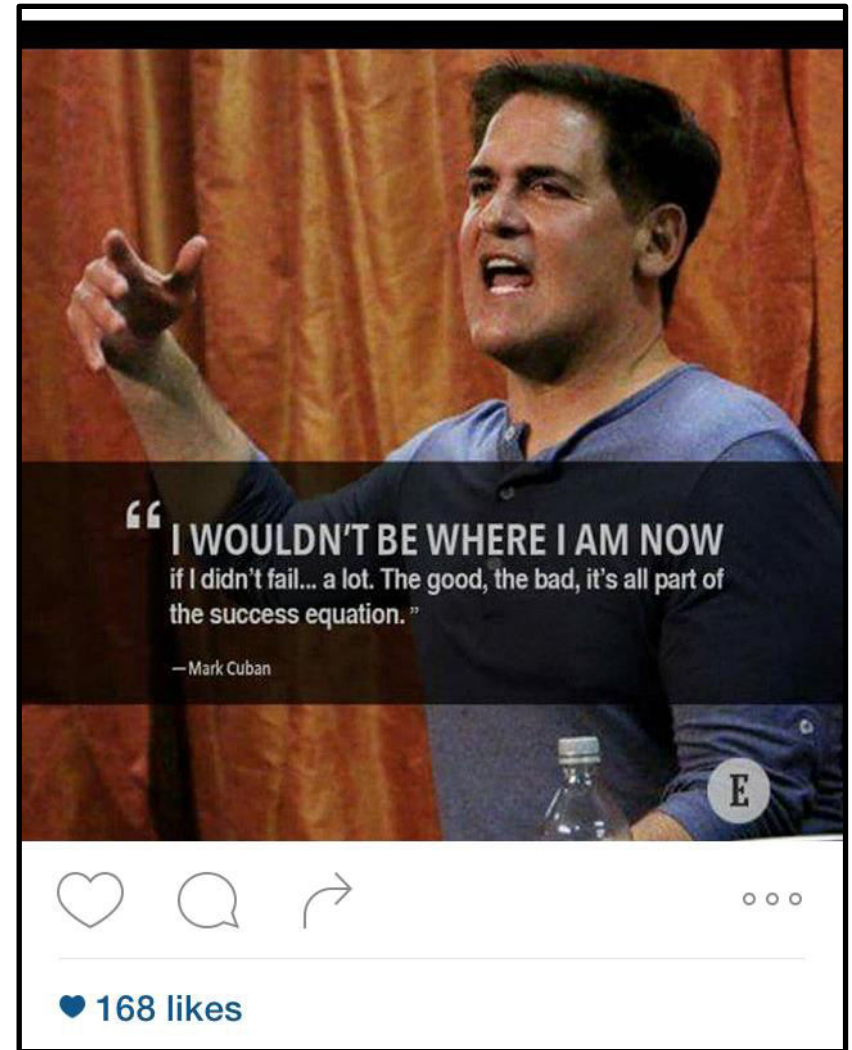 “ I WOULDN'T BE WHERE I AM NOW
if I didn't fail... a lot. The good, the bad, it's all part of
the success equation.”
—Mark Cuban
E
168 likes